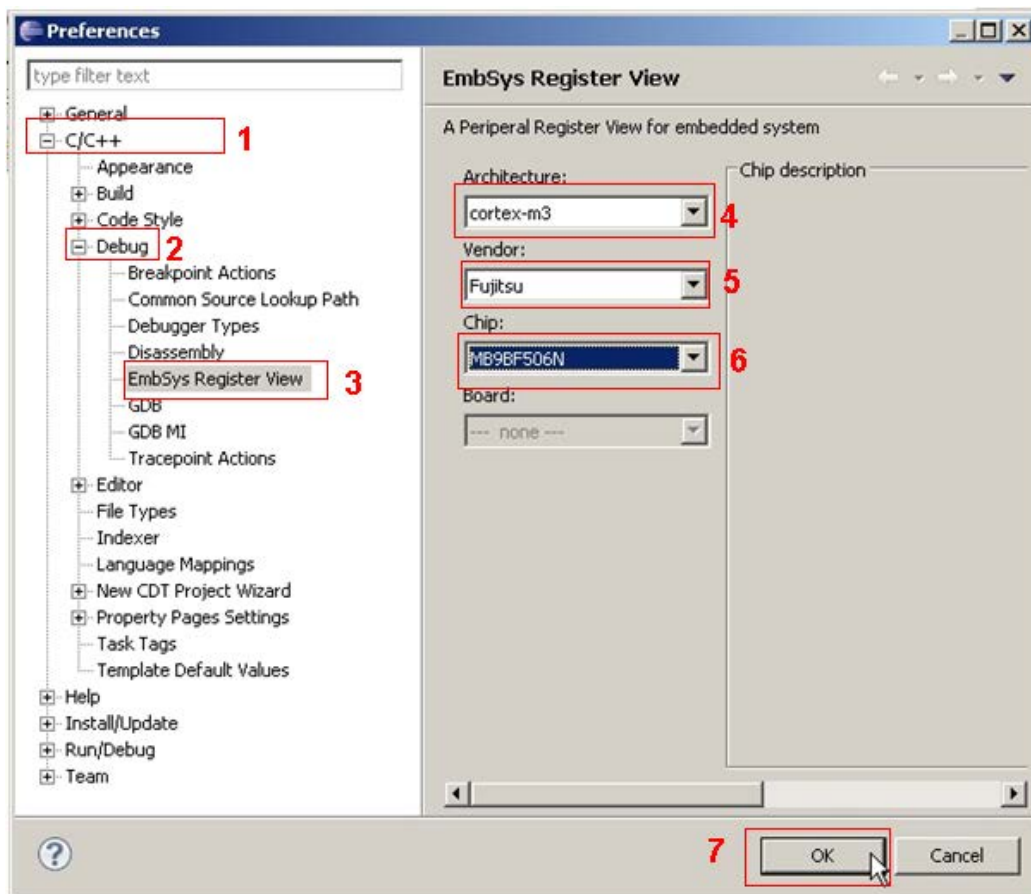 Preferences
type filter text
General
C/C++
1
Appearance
Build
Code Style
Debug
2
Breakpoint Actions
Common Source Lookup Path
Debugger Types
Disassembly
EmbSys Register View
3
GDB
GDB MI
Tracepoint Actions
Editor
File Types
Indexer
Language Mappings
New CDT Project Wizard
Property Pages Settings
Task Tags
Template Default Values
Help
Install/Update
Run/Debug
Team
EmbSys Register View
A Periperal Register View for embedded system
Architecture:
cortex-m3
4
Vendor:
Fujitsu
5
Chip:
MB9BF506N
6
Board:
--- none ---
Chip description
?
7
OK
Cancel